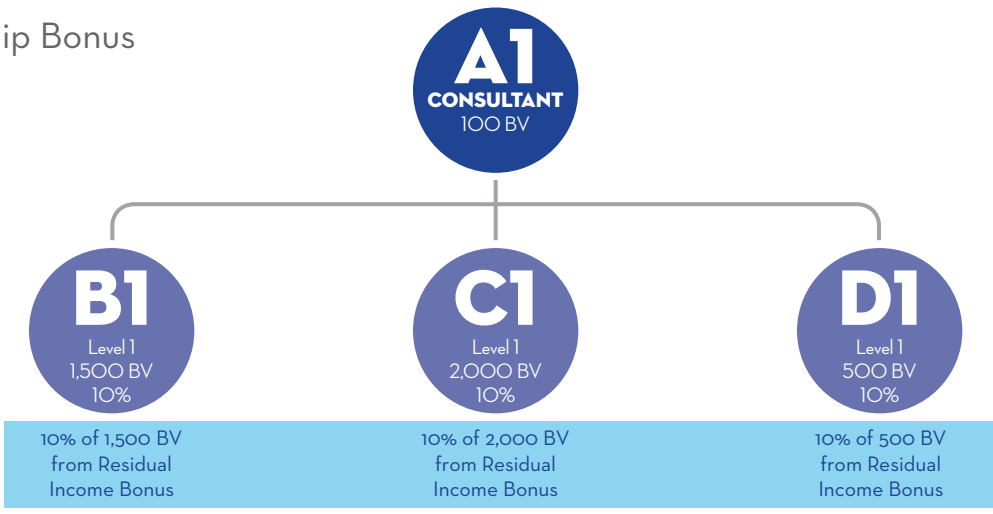 ip Bonus
A1
CONSULTANT
100 BV
B1
Level 1
1,500 BV
10%
C1
Level 1
2,000 BV
10%
D1
Level 1
500 BV
10%
10% of 1,500 BV
from Residual
Income Bonus
10% of 2,000 BV
from Residual
Income Bonus
10% of 500 BV
from Residual
Income Bonus